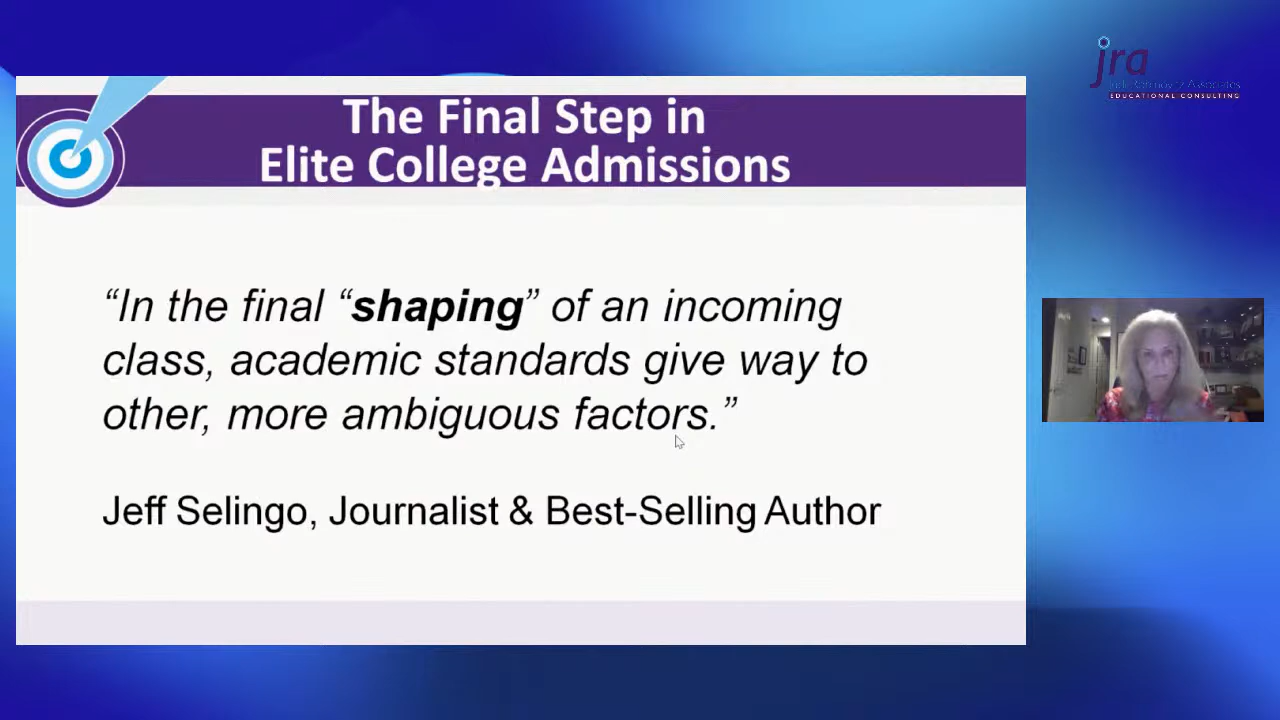 jra
Associates
EDUCATIONAL CONSULTING
The Final Step in
Elite College Admissions
“In the final “shaping” of an incoming
class, academic standards give way to
other, more ambiguous factors.”
Jeff Selingo, Journalist & Best-Selling Author